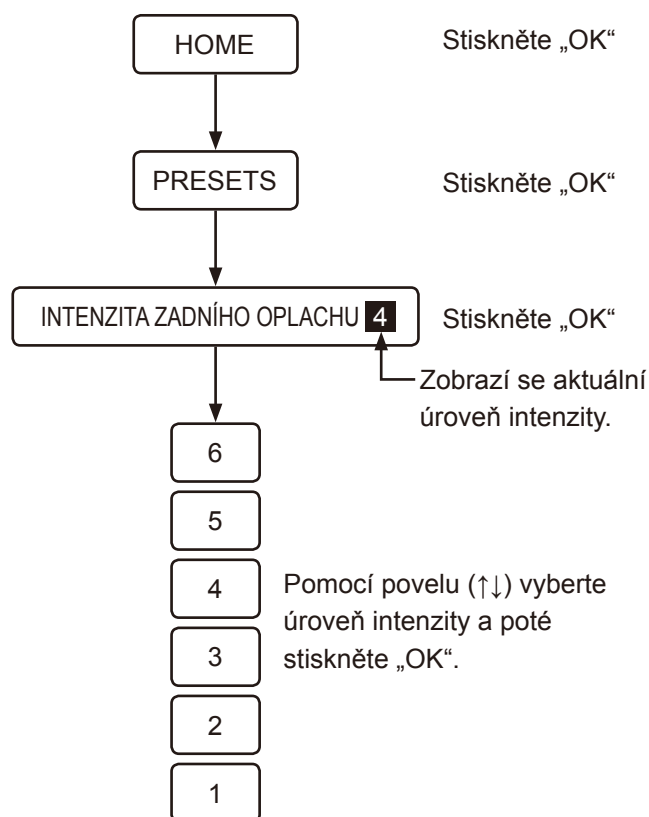 HOME
Stiskněte „OK“
PRESETS
Stiskněte „OK“
INTENZITA ZADNÍHO OPLACHU 4
Stiskněte „OK“
Zobrazí se aktuální
úroveň intenzity.
6
5
4
3
2
1
Pomocí povelu (↑↓) vyberte
úroveň intenzity a poté
stiskněte „OK“.